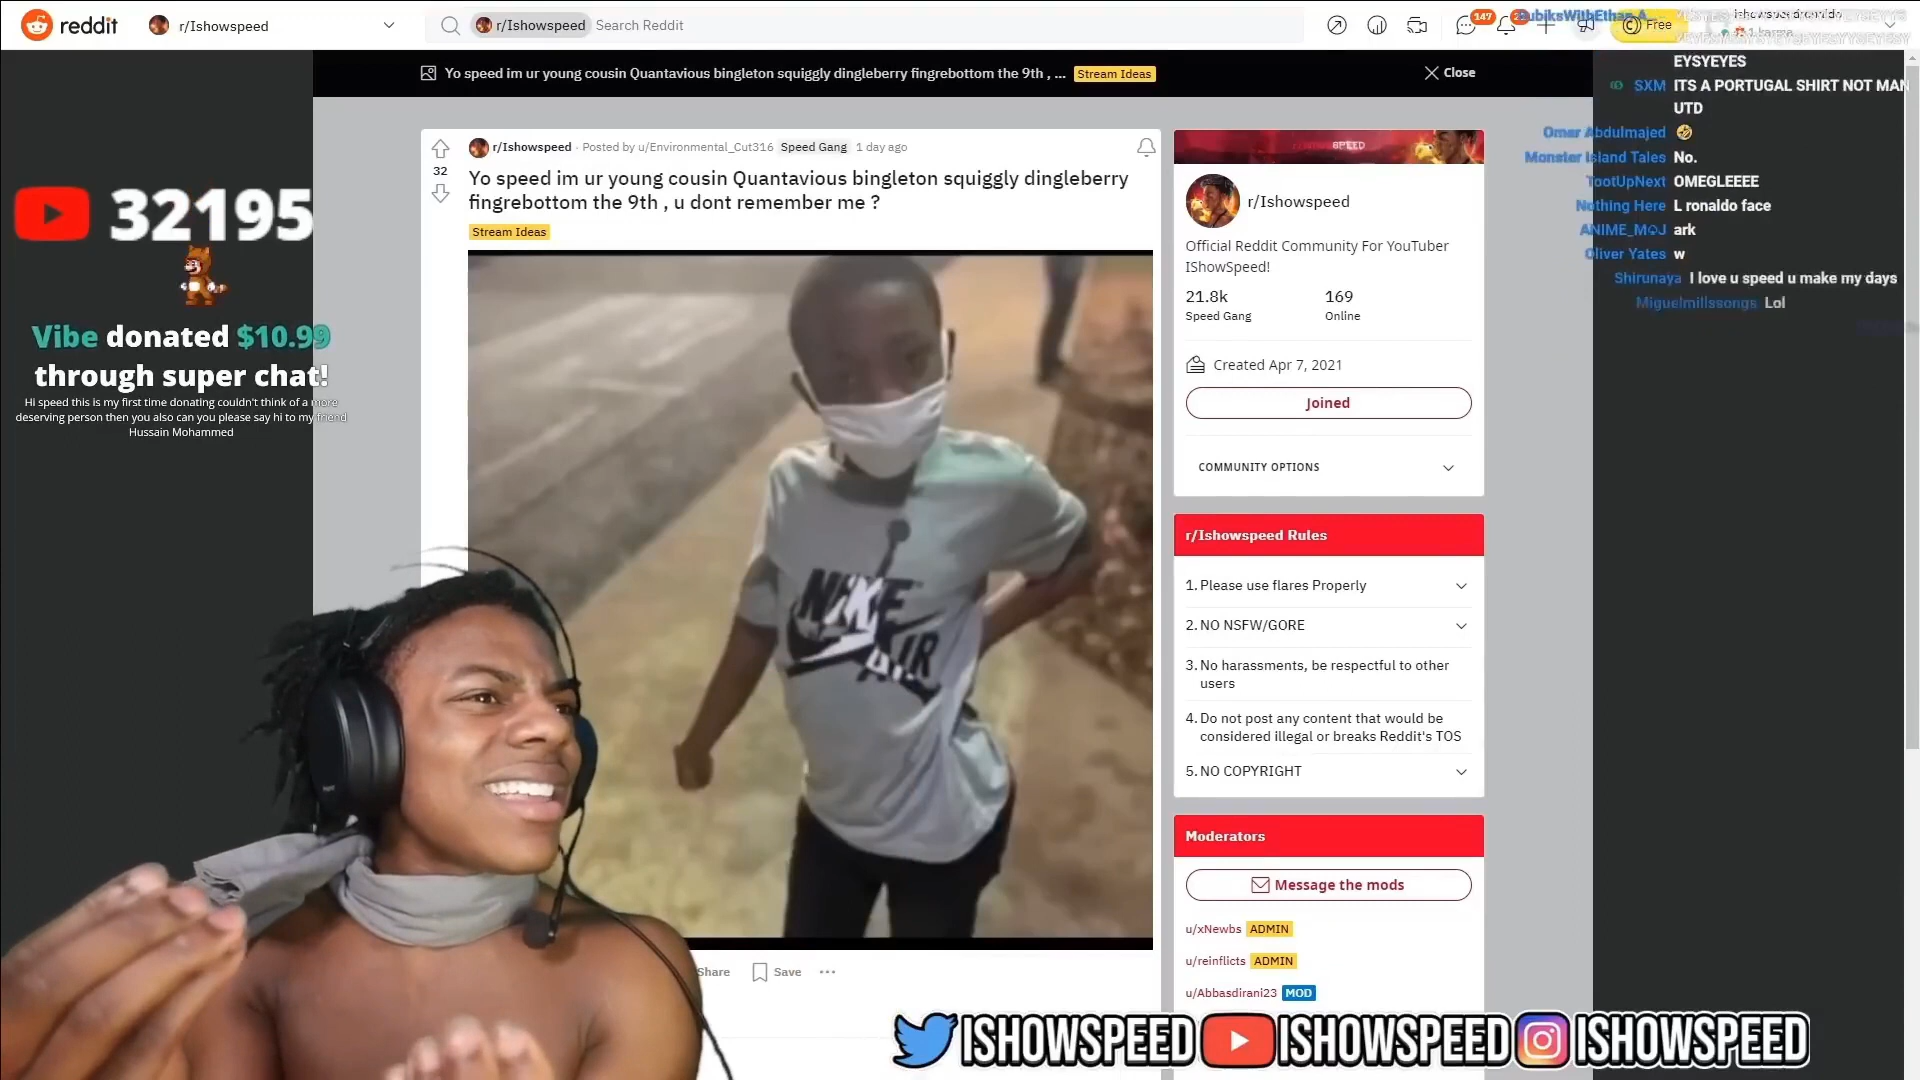 reddit
r/Ishowspeed
r/Ishowspeed Search Reddit
147
Free
Yo speed im ur young cousin Quantavious bingleton squiggly dingleberry fingrebottom the 9th , ... Stream Ideas
Close
r/Ishowspeed · Posted by u/Environmental_Cut316 Speed Gang 1 day ago
32
Yo speed im ur young cousin Quantavious bingleton squiggly dingleberry
fingrebottom the 9th , u dont remember me ?
Stream Ideas
32195
Vibe donated $10.99
through super chat!
Hi speed this is my first time donating couldn't think of a more
deserving person then you also can you please say hi to my friend
Hussain Mohammed
NIKE
AIR
Share
Save
SPEED
r/Ishowspeed
Official Reddit Community For YouTuber
IShowSpeed!
21.8k
Speed Gang
169
Online
Created Apr 7, 2021
Joined
COMMUNITY OPTIONS
r/Ishowspeed Rules
1. Please use flares Properly
2. NO NSFW/GORE
3. No harassments, be respectful to other
users
4. Do not post any content that would be
considered illegal or breaks Reddit's TOS
5. NO COPYRIGHT
Moderators
Message the mods
u/xNewbs ADMIN
u/reinflicts ADMIN
u/Abbasdirani23 MOD
EYSYEYES
SXM ITS A PORTUGAL SHIRT NOT MAN
UTD
Omar Abdulmajed
Monster Island Tales No.
TootUpNext OMEGLEEEE
Nothing Here L ronaldo face
ANIME_MOJ ark
Oliver Yates w
Shirunaya I love u speed u make my days
Miguelmillssongs Lol
ISHOWSPEED ISHOWSPEED ISHOWSPEED